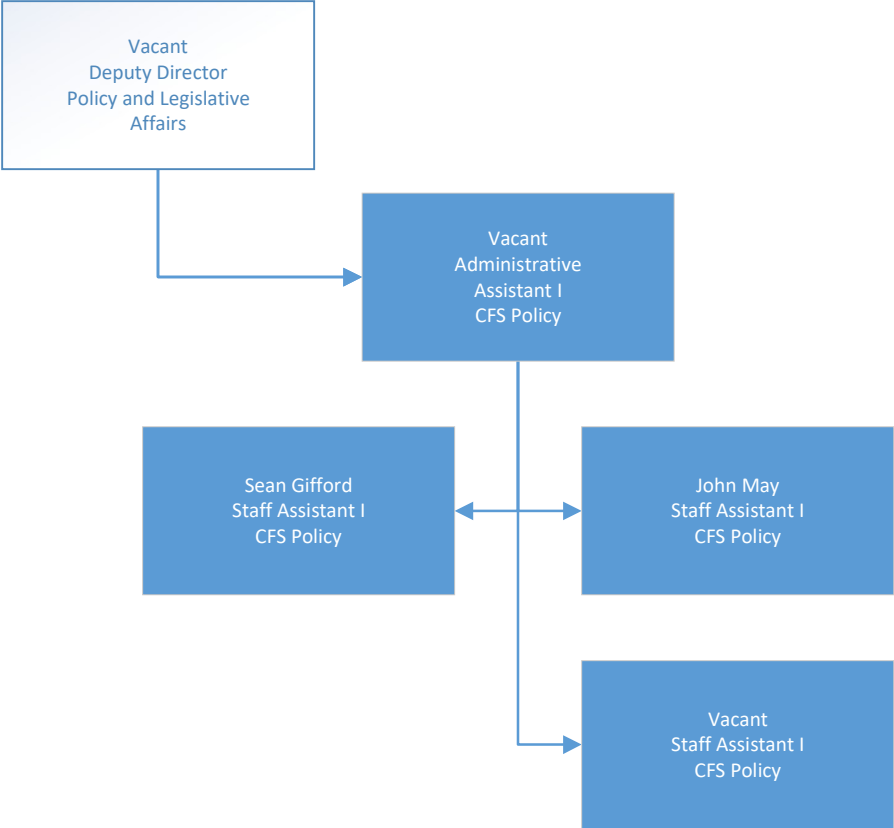 Vacant
Deputy Director
Policy and Legislative
Affairs
Vacant
Administrative
Assistant I
CFS Policy
Sean Gifford
Staff Assistant I
CFS Policy
John May
Staff Assistant I
CFS Policy
Vacant
Staff Assistant I
CFS Policy